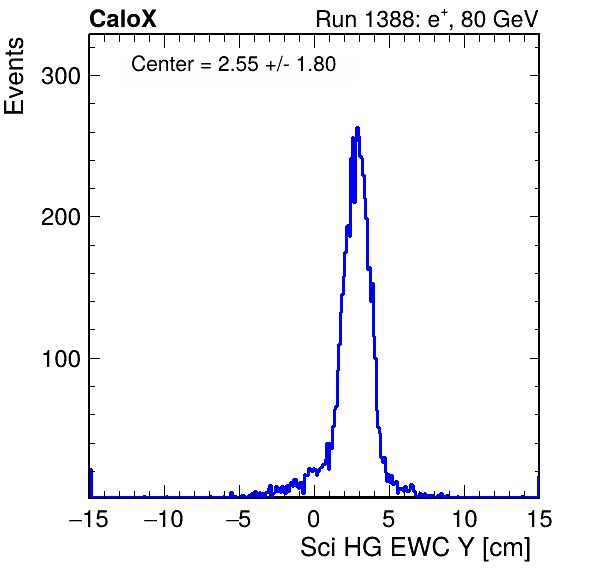 CaloX Run 1388: e⁺, 80 GeV
Center = 2.55 +/- 1.80
Events
300
200
100
−15 −10 −5 0 5 10 15
Sci HG EWC Y [cm]